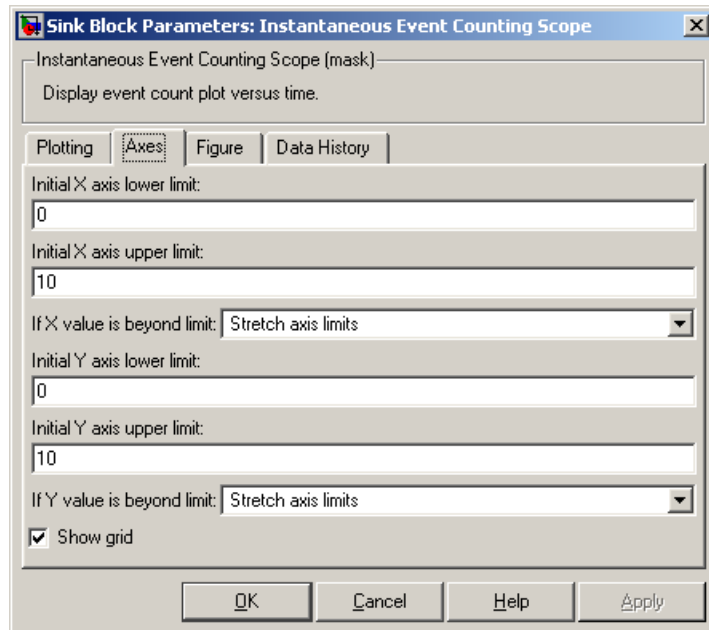 Sink Block Parameters: Instantaneous Event Counting Scope
Instantaneous Event Counting Scope (mask)
Display event count plot versus time.
Plotting Axes Figure Data History
Initial X axis lower limit:
0
Initial X axis upper limit:
10
If X value is beyond limit: Stretch axis limits
Initial Y axis lower limit:
0
Initial Y axis upper limit:
10
If Y value is beyond limit: Stretch axis limits
Show grid
OK Cancel Help Apply